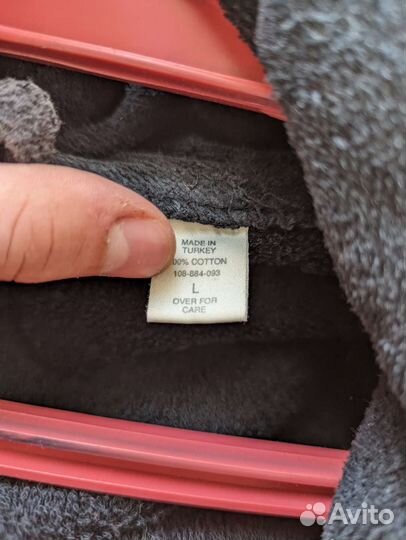 MADE IN
TURKEY
00% COTTON
108-884-093
L
OVER FOR
CARE
Avito